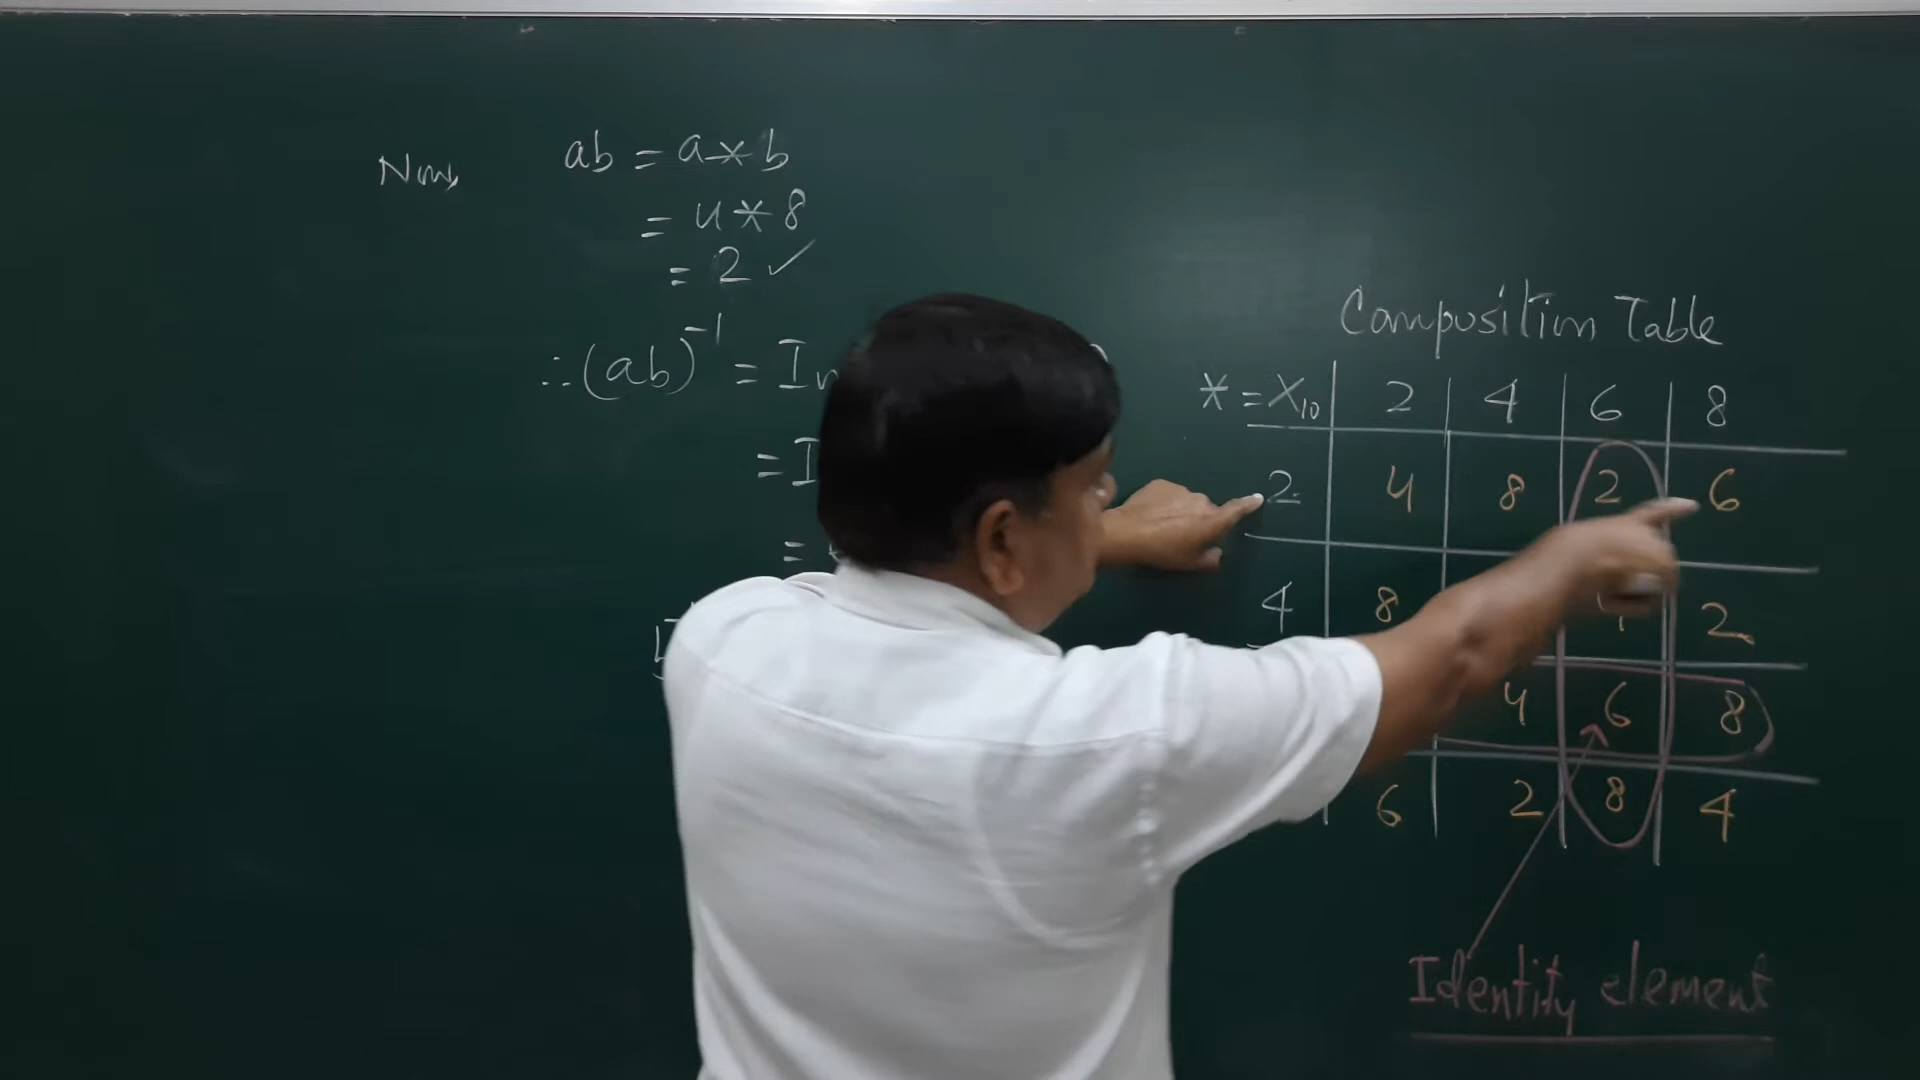 Now, ab = a * b
= 4 * 8
= 2 ✓
∴ (ab)⁻¹ = In
= I
=
Composition Table
* = X₁₀ 2 4 6 8
2 4 8 2 6
4 8 2
4 6 8
6 2 8 4
Identity element